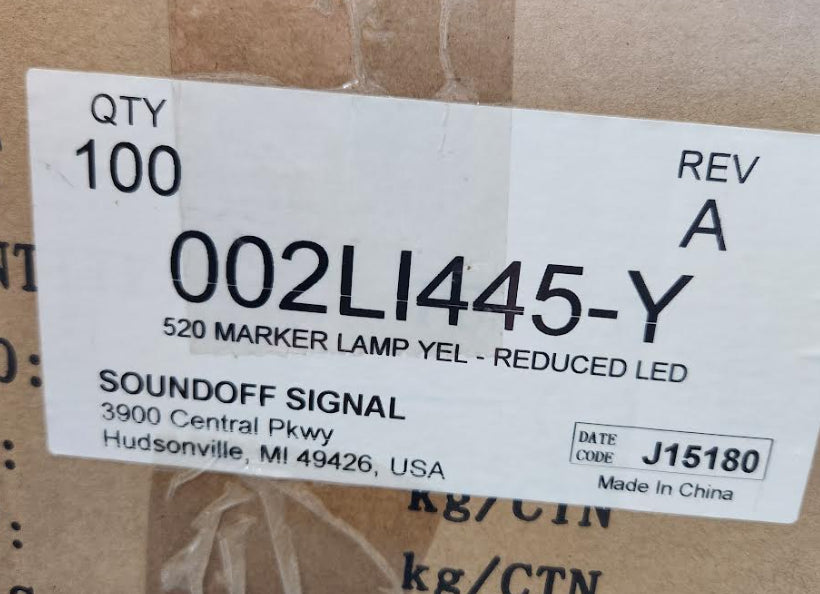 QTY
100
REV
A
002LI445-Y
520 MARKER LAMP YEL - REDUCED LED
SOUNDOFF SIGNAL
3900 Central Pkwy
Hudsonville, MI 49426, USA
DATE
CODE
J15180
Made In China
kg/CTN
kg/CTN